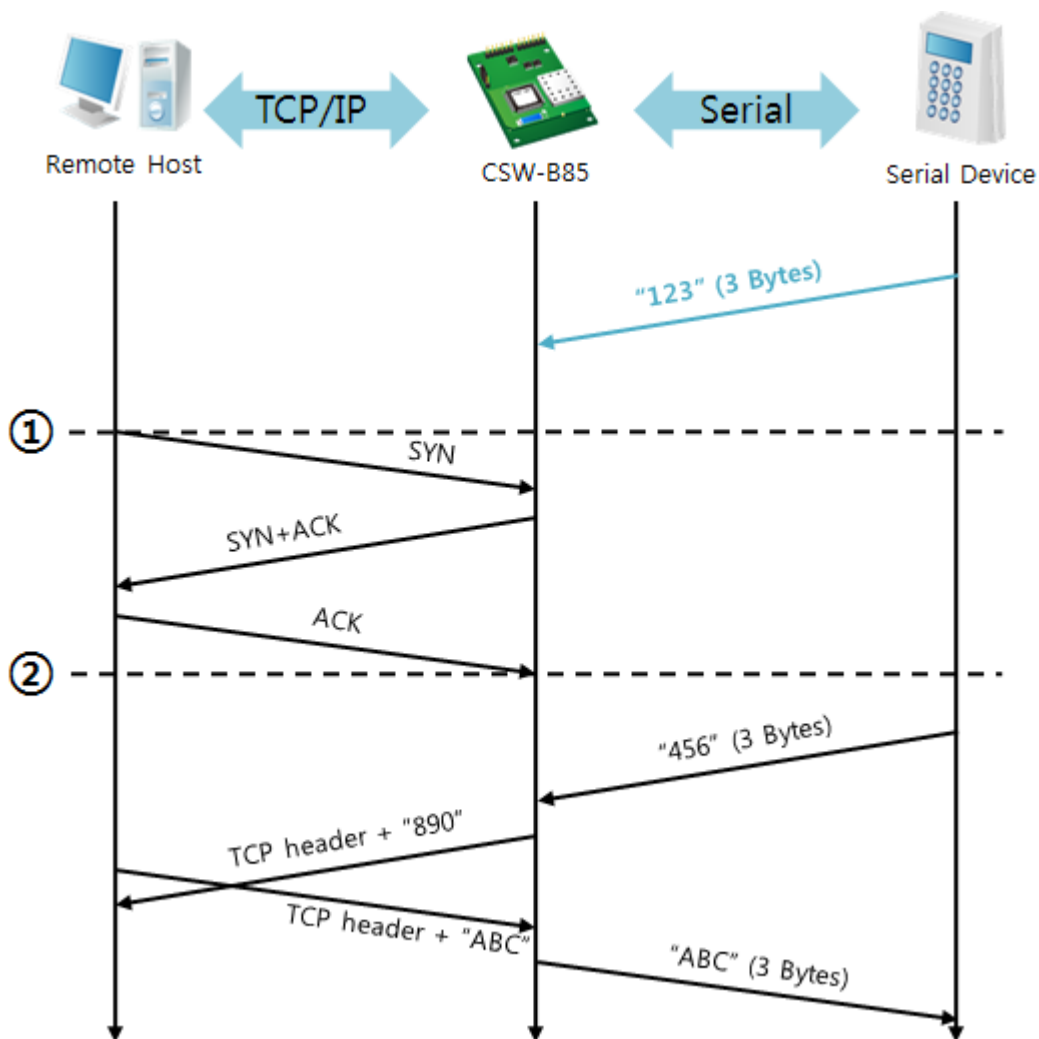 TCP/IP
Serial
Remote Host
CSW-B85
Serial Device
“123” (3 Bytes)
①
SYN
SYN+ACK
ACK
②
“456” (3 Bytes)
TCP header + “890”
TCP header + “ABC”
“ABC” (3 Bytes)